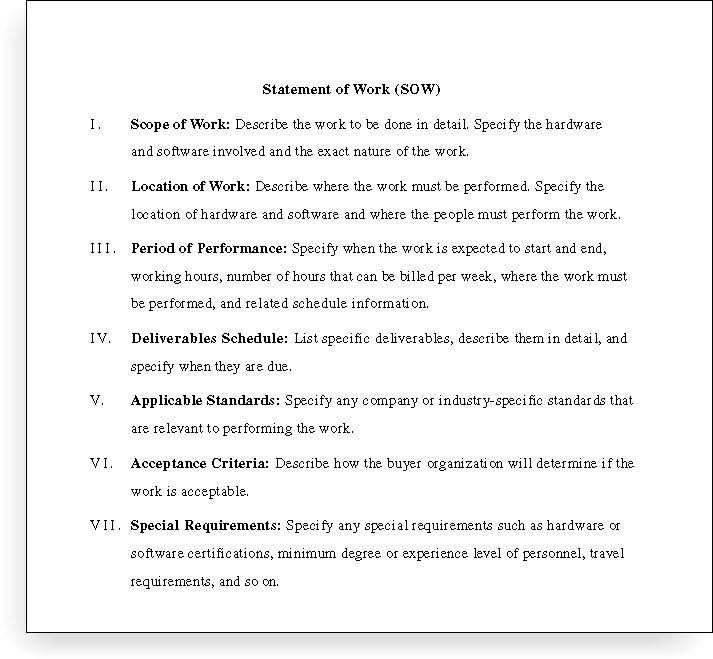 Statement of Work (SOW)
I. Scope of Work: Describe the work to be done in detail. Specify the hardware
and software involved and the exact nature of the work.
II. Location of Work: Describe where the work must be performed. Specify the
location of hardware and software and where the people must perform the work.
III. Period of Performance: Specify when the work is expected to start and end,
working hours, number of hours that can be billed per week, where the work must
be performed, and related schedule information.
IV. Deliverables Schedule: List specific deliverables, describe them in detail, and
specify when they are due.
V. Applicable Standards: Specify any company or industry-specific standards that
are relevant to performing the work.
VI. Acceptance Criteria: Describe how the buyer organization will determine if the
work is acceptable.
VII. Special Requirements: Specify any special requirements such as hardware or
software certifications, minimum degree or experience level of personnel, travel
requirements, and so on.